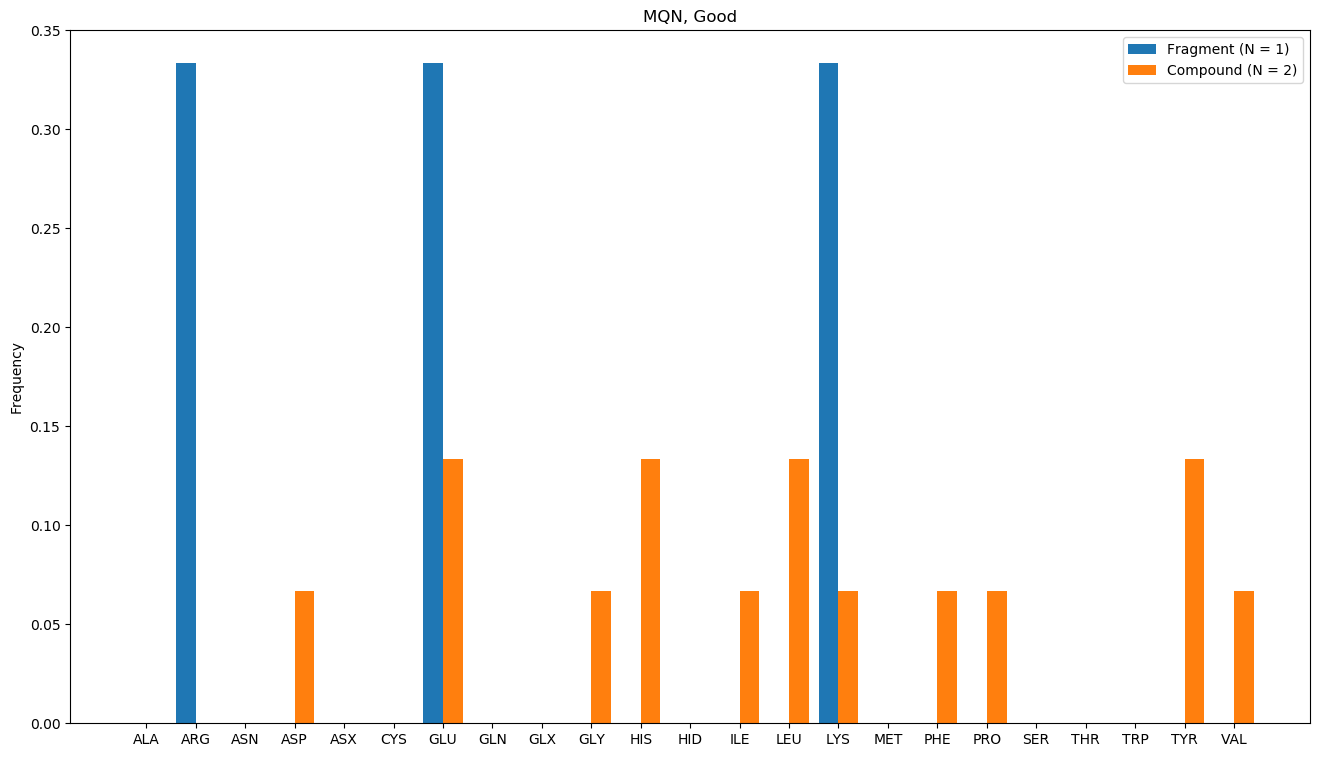 MQN, Good
Fragment (N = 1)
Compound (N = 2)
Frequency
0.35
0.30
0.25
0.20
0.15
0.10
0.05
0.00
ALA ARG ASN ASP ASX CYS GLU GLN GLX GLY HIS HID ILE LEU LYS MET PHE PRO SER THR TRP TYR VAL